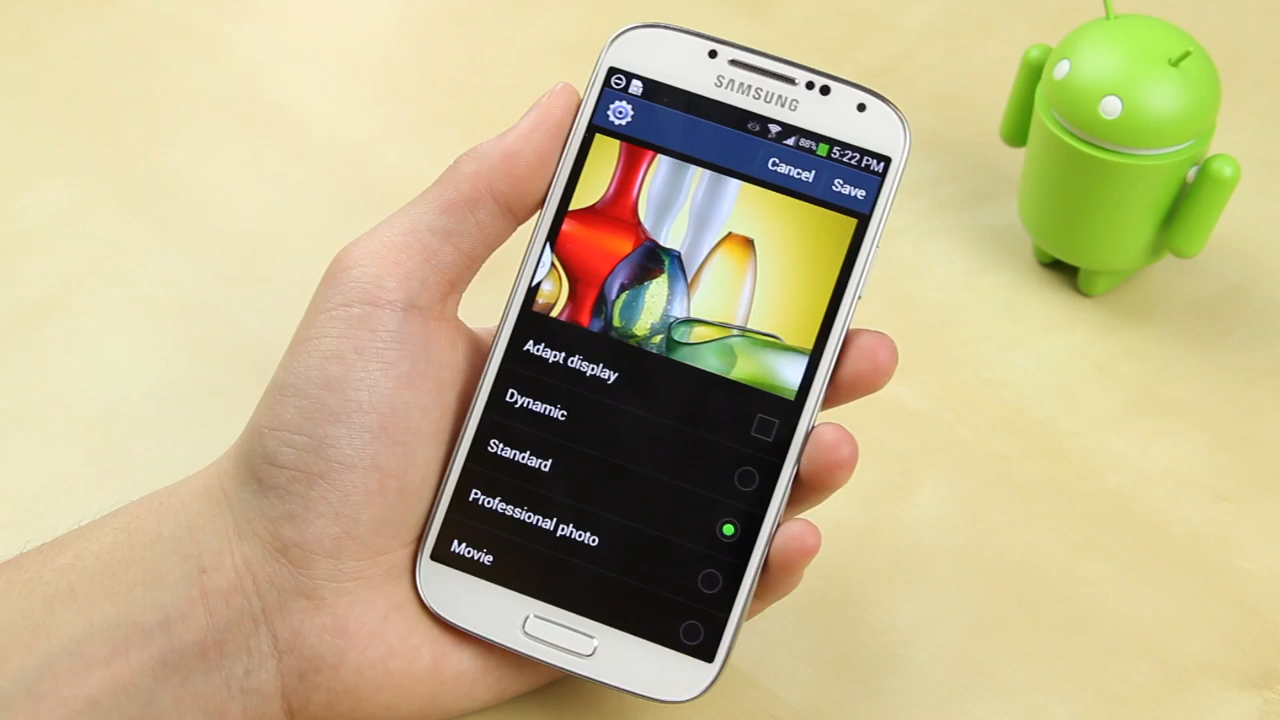 SAMSUNG
88% 5:22 PM
Cancel Save
Adapt display
Dynamic
Standard
Professional photo
Movie